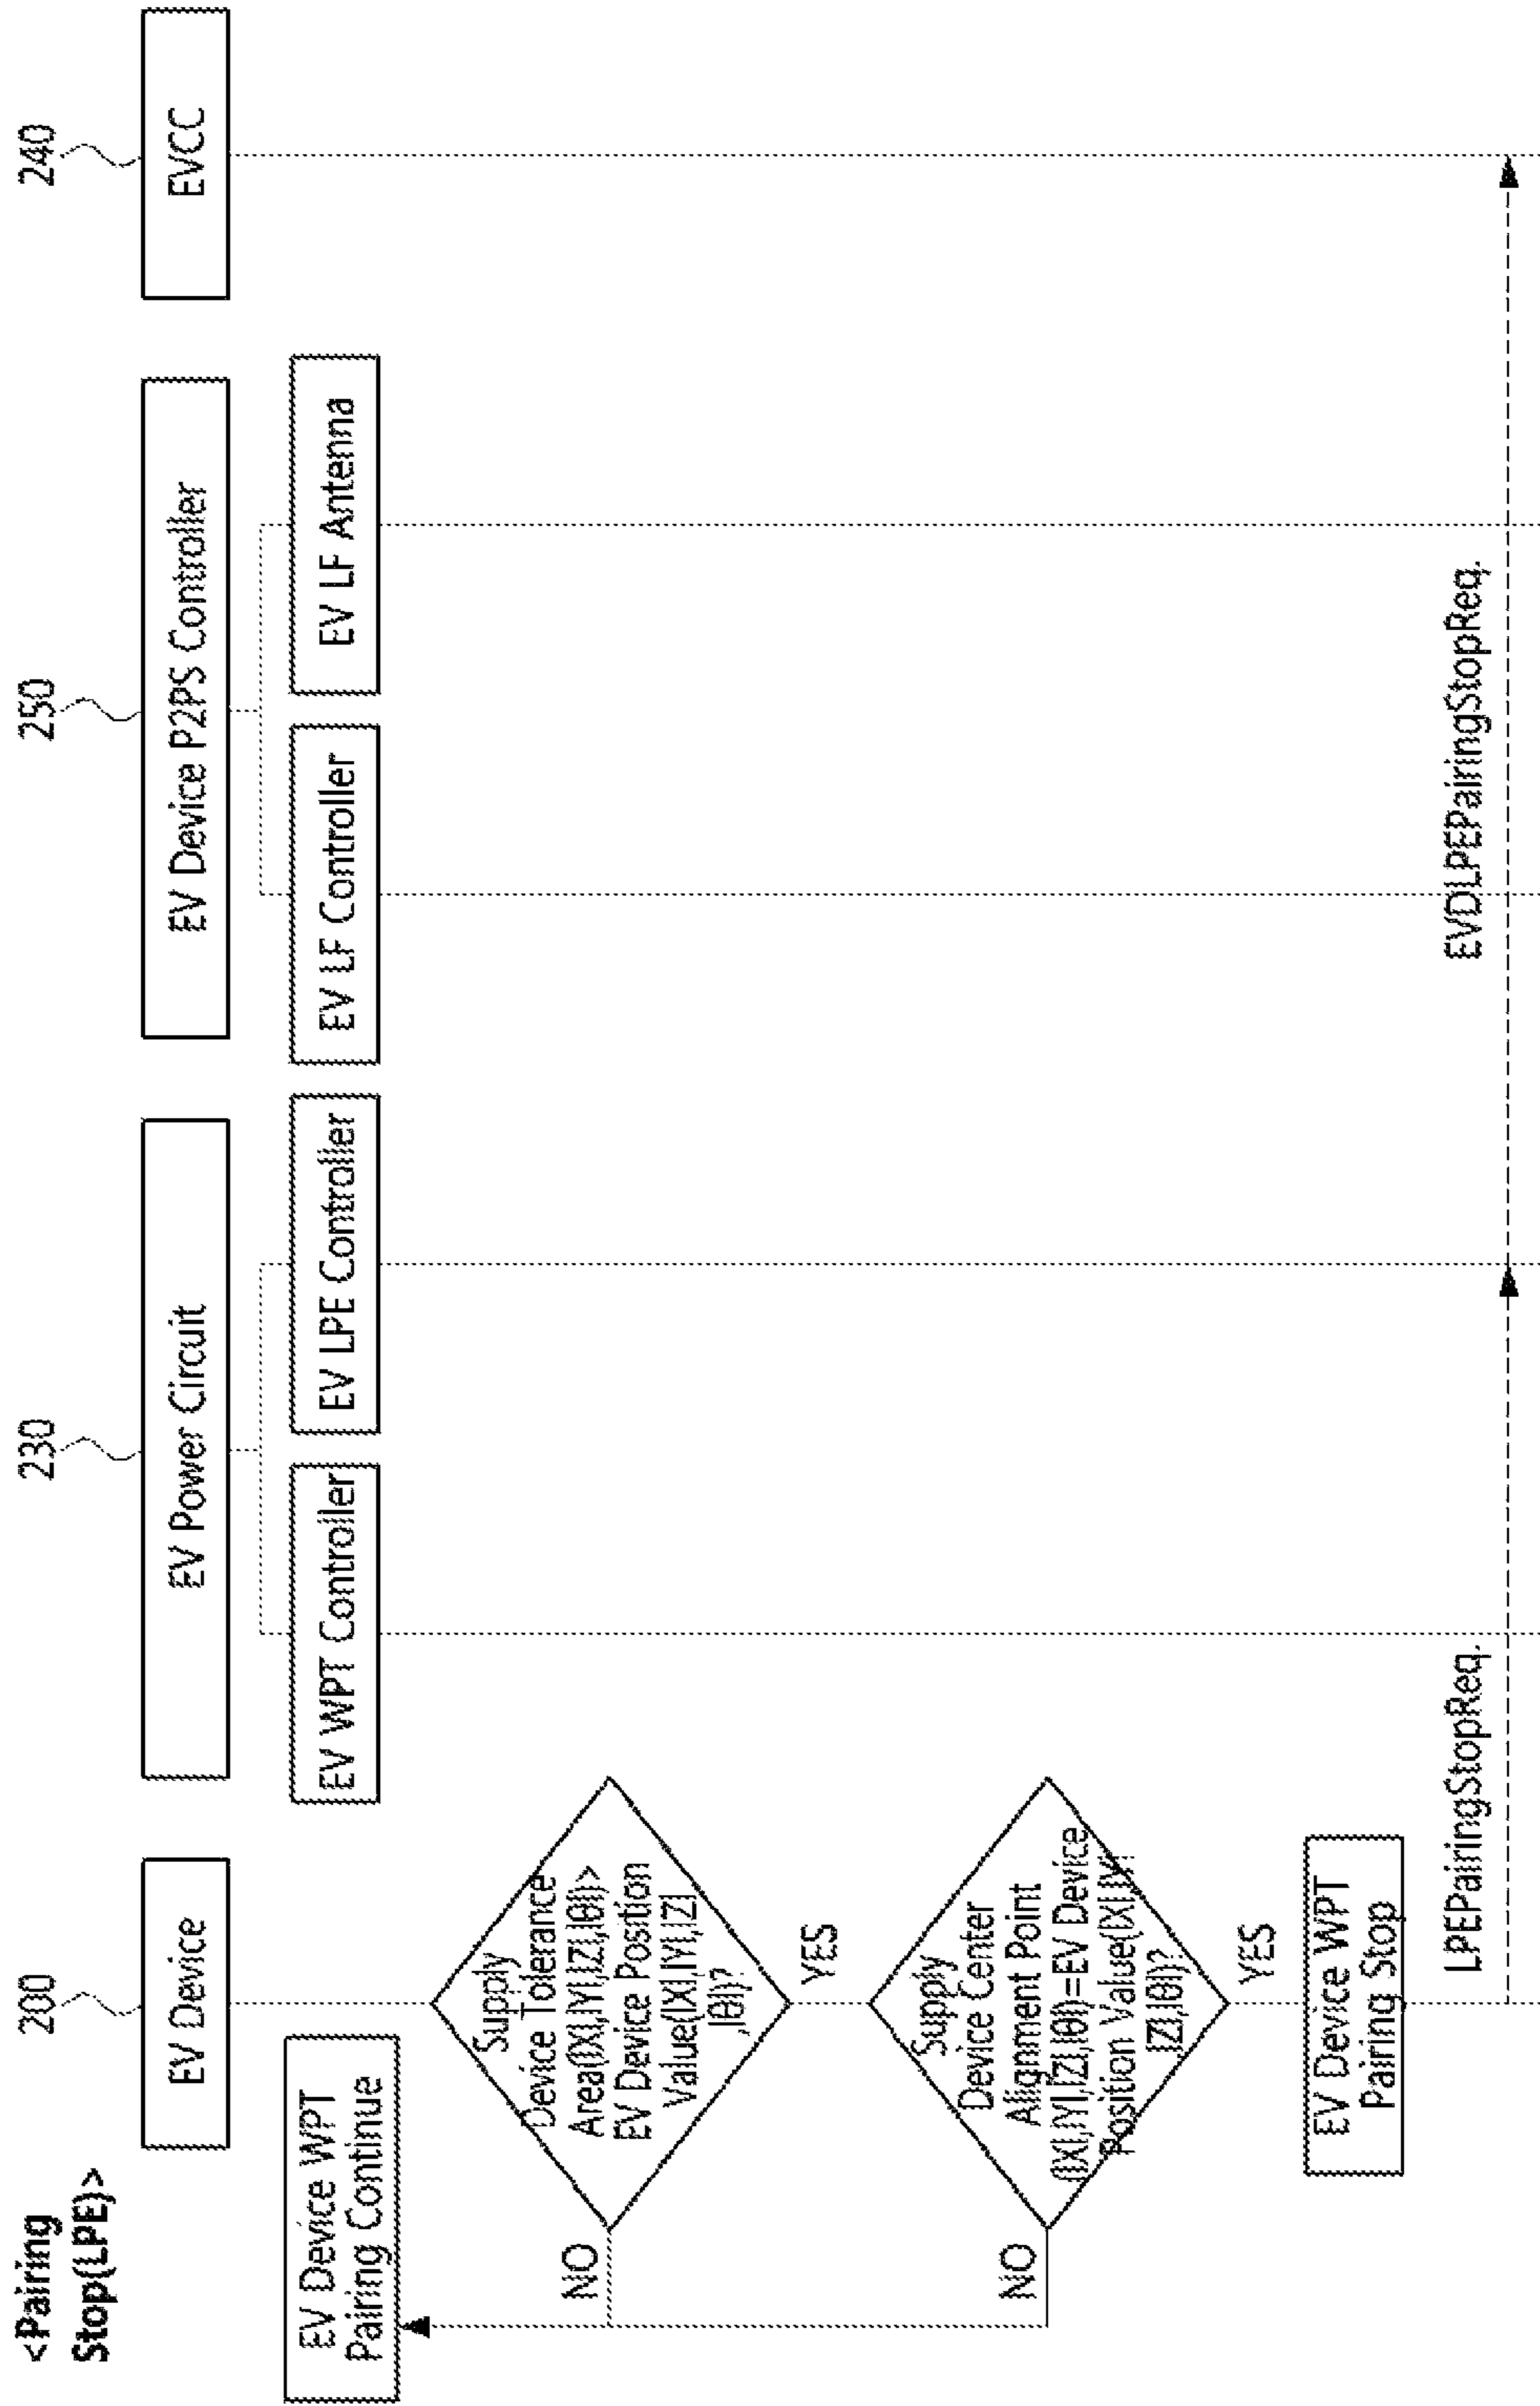 <Pairing
Stop(LPE)>
200
230
250
240
EV Device
EV Power Circuit
EV Device P2PS Controller
EVCC
EV Device WPT
Pairing Continue
EV WPT Controller
EV LPE Controller
EV LF Controller
EV LF Antenna
Supply
Device Tolerance
Area(|X|,|Y|,|Z|,|θ|)>
EV Device Position
Value(|X|,|Y|,|Z|
,|θ|)?
NO
YES
Supply
Device Center
Alignment Point
(|X|,|Y|,|Z|,|θ|)=EV Device
Position Value(|X|,|Y|,
|Z|,|θ|)?
NO
YES
EV Device WPT
Pairing Stop
LPEPairingStopReq.
EVDLPEPairingStopReq.